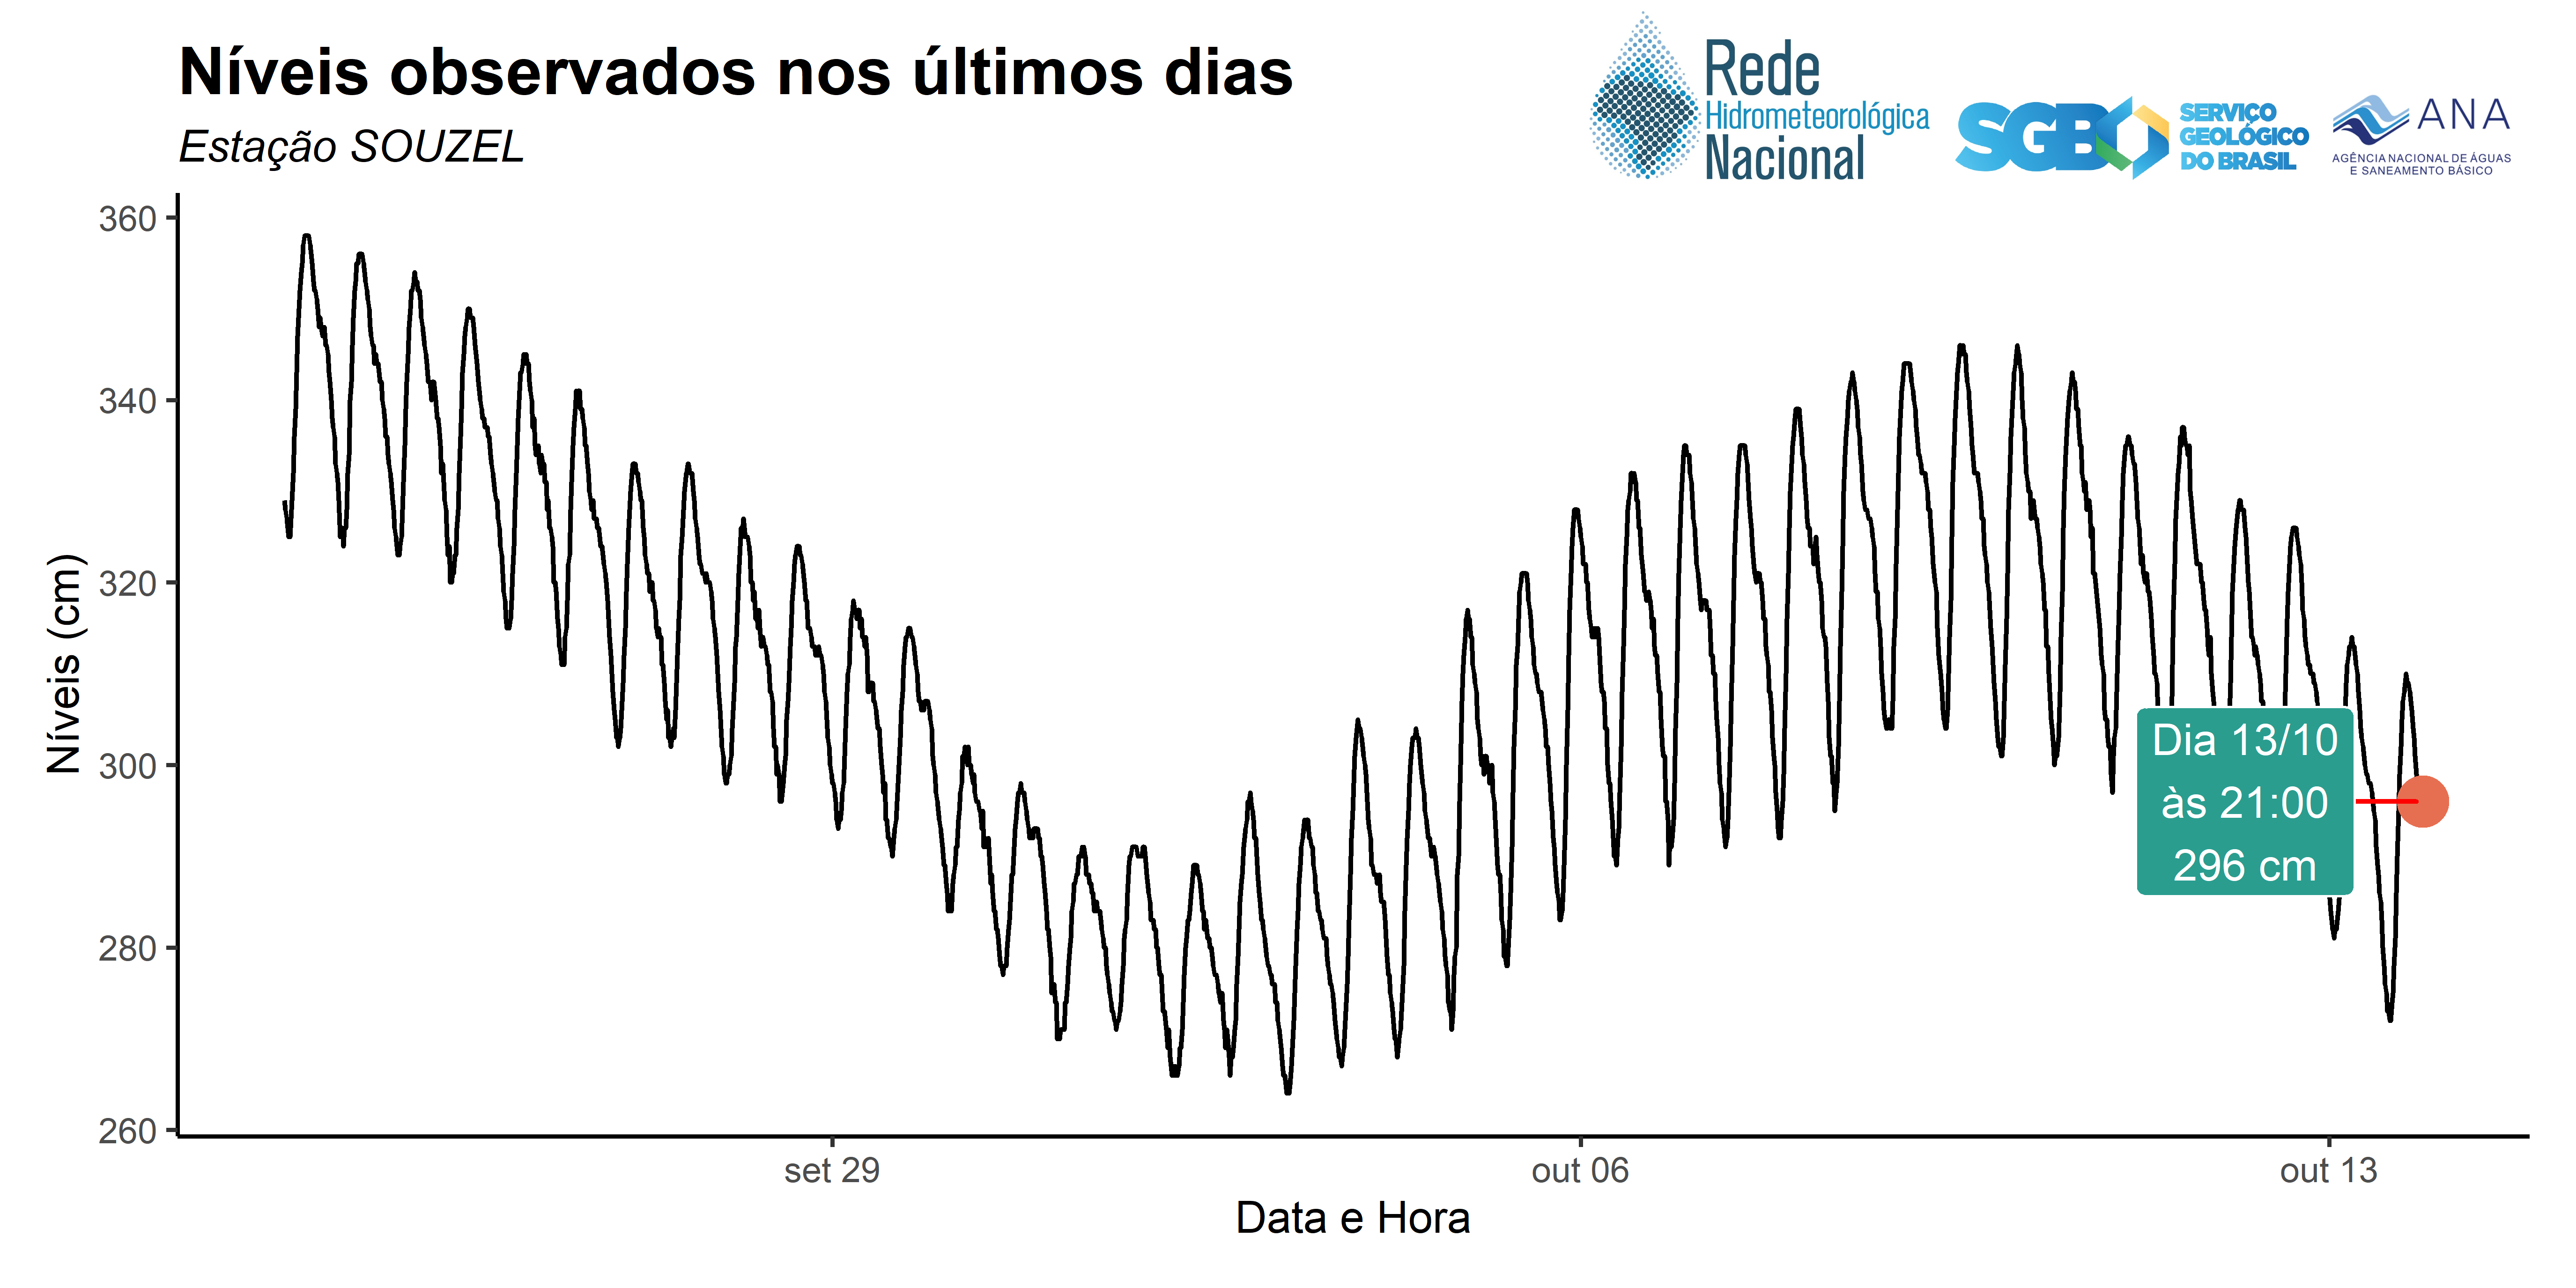 Níveis observados nos últimos dias
Estação SOUZEL
Rede
Hidrometeorológica
Nacional
SGB
SERVIÇO
GEOLÓGICO
DO BRASIL
ANA
AGÊNCIA NACIONAL DE ÁGUAS
E SANEAMENTO BÁSICO
360
340
320
300
280
260
Níveis (cm)
Dia 13/10
às 21:00
296 cm
set 29
out 06
out 13
Data e Hora